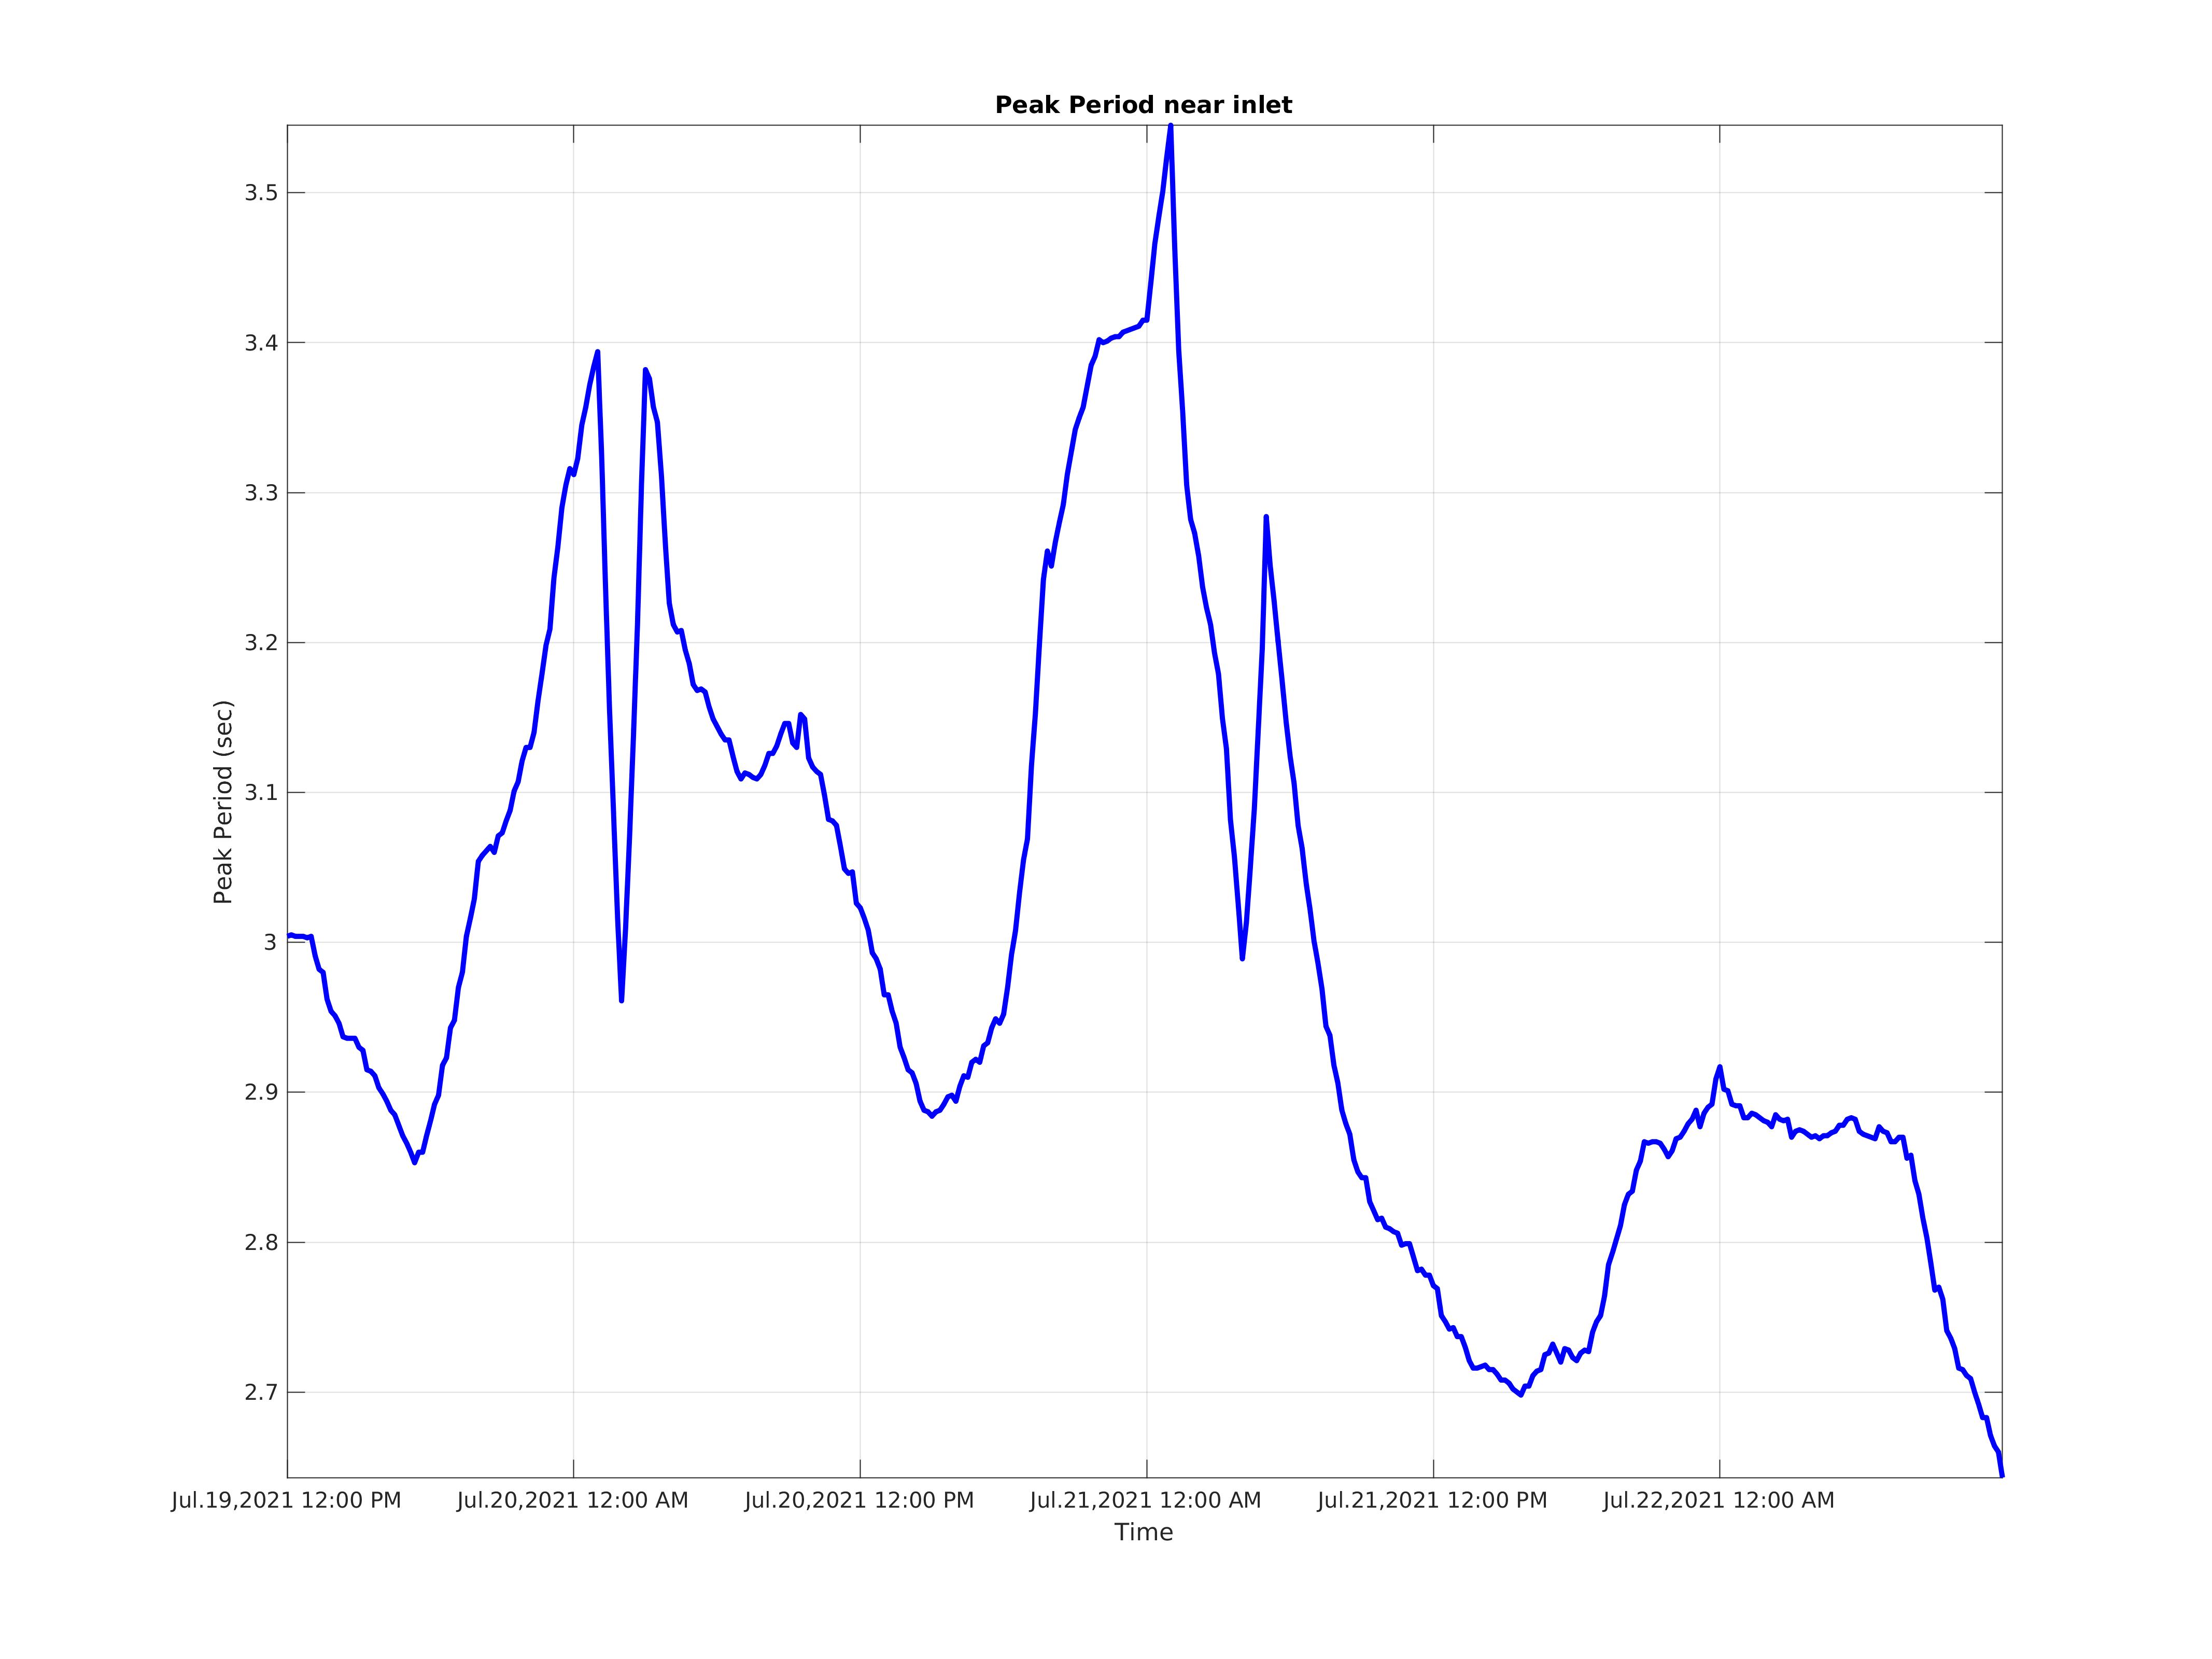 Peak Period near inlet
3.5
3.4
3.3
3.2
3.1
3
2.9
2.8
2.7
Peak Period (sec)
Jul.19,2021 12:00 PM
Jul.20,2021 12:00 AM
Jul.20,2021 12:00 PM
Jul.21,2021 12:00 AM
Jul.21,2021 12:00 PM
Jul.22,2021 12:00 AM
Time